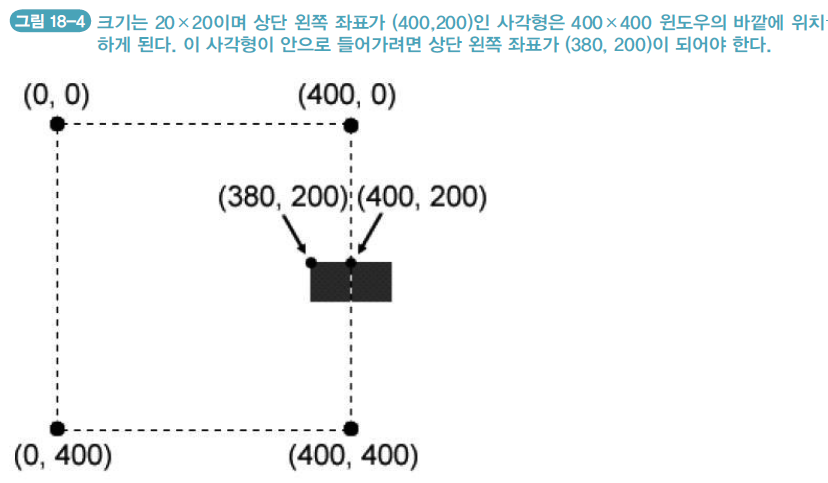 그림 18-4 크기는 20×20이며 상단 왼쪽 좌표가 (400,200)인 사각형은 400×400 윈도우의 바깥에 위치
하게 된다. 이 사각형이 안으로 들어가려면 상단 왼쪽 좌표가 (380, 200)이 되어야 한다.
(0, 0) (400, 0)
(380, 200) (400, 200)
(0, 400) (400, 400)